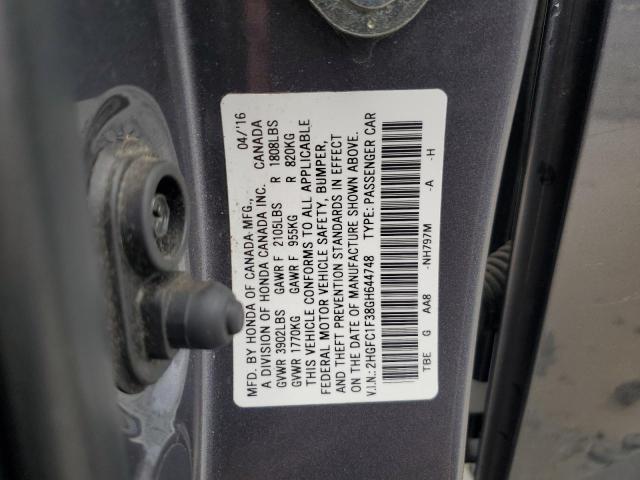 MFD. BY HONDA OF CANADA MFG., 04/'16
A DIVISION OF HONDA CANADA INC. CANADA
GVWR 3902LBS GAWR F 2105LBS R 1808LBS
GVWR 1770KG GAWR F 955KG R 820KG
THIS VEHICLE CONFORMS TO ALL APPLICABLE
FEDERAL MOTOR VEHICLE SAFETY, BUMPER,
AND THEFT PREVENTION STANDARDS IN EFFECT
ON THE DATE OF MANUFACTURE SHOWN ABOVE.
V.I.N.: 2HGFC1F38GH644748 TYPE: PASSENGER CAR
TBE G AA8 -NH797M -A -H